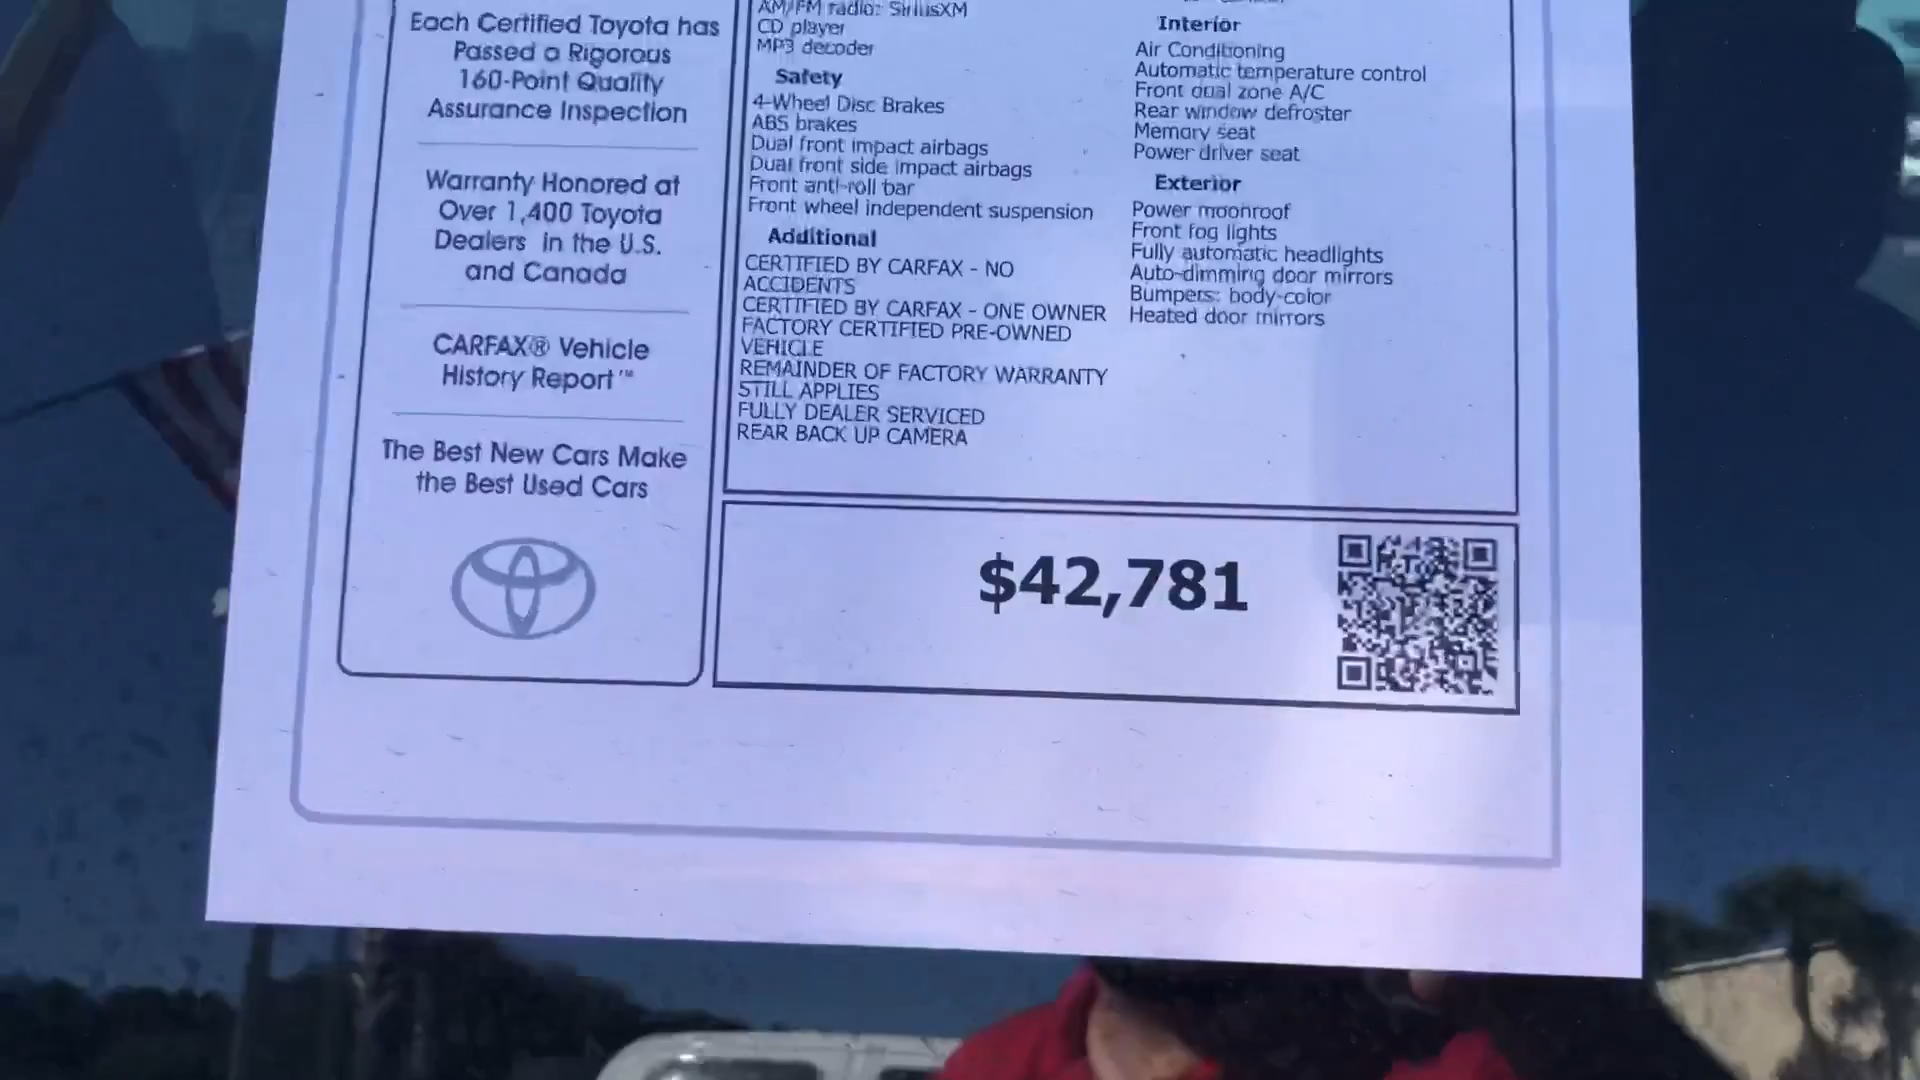 Each Certified Toyota has
Passed a Rigorous
160-Point Quality
Assurance Inspection
Warranty Honored at
Over 1,400 Toyota
Dealers in the U.S.
and Canada
CARFAX® Vehicle
History Report™
The Best New Cars Make
the Best Used Cars
AM/FM radio: SiriusXM
CD player
MP3 decoder
Safety
4-Wheel Disc Brakes
ABS brakes
Dual front impact airbags
Dual front side impact airbags
Front anti-roll bar
Front wheel independent suspension
Additional
CERTIFIED BY CARFAX - NO
ACCIDENTS
CERTIFIED BY CARFAX - ONE OWNER
FACTORY CERTIFIED PRE-OWNED
VEHICLE
REMAINDER OF FACTORY WARRANTY
STILL APPLIES
FULLY DEALER SERVICED
REAR BACK UP CAMERA
Interior
Air Conditioning
Automatic temperature control
Front dual zone A/C
Rear window defroster
Memory seat
Power driver seat
Exterior
Power moonroof
Front fog lights
Fully automatic headlights
Auto-dimming door mirrors
Bumpers: body-color
Heated door mirrors
$42,781